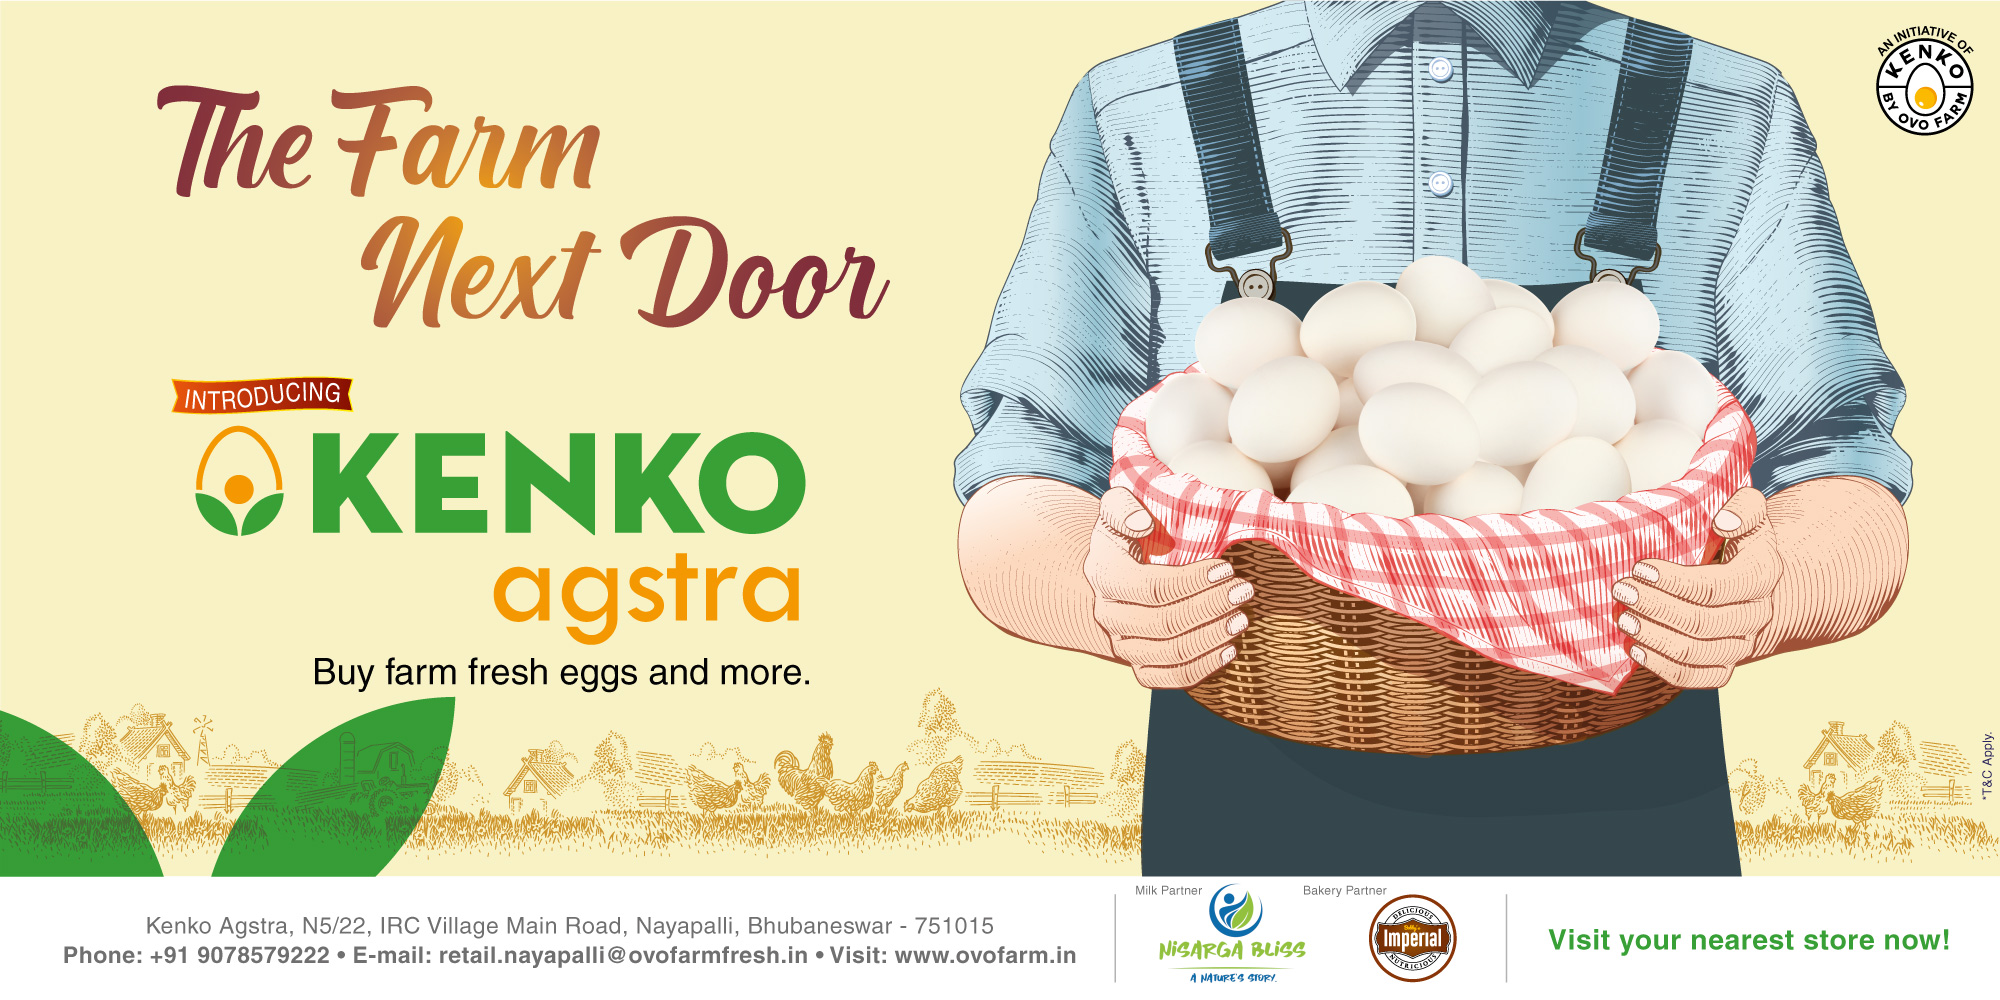 The Farm
Next Door
INTRODUCING
KENKO
agstra
Buy farm fresh eggs and more.
AN INITIATIVE OF
KENKO
BY OVO FARM
*T&C Apply.
Kenko Agstra, N5/22, IRC Village Main Road, Nayapalli, Bhubaneswar - 751015
Phone: +91 9078579222 • E-mail: retail.nayapalli@ovofarmfresh.in • Visit: www.ovofarm.in
Milk Partner
NiSARGA BLiSS
A NATURE'S STORY.
Bakery Partner
DELICIOUS
Imperial
NUTRICIOUS
Visit your nearest store now!